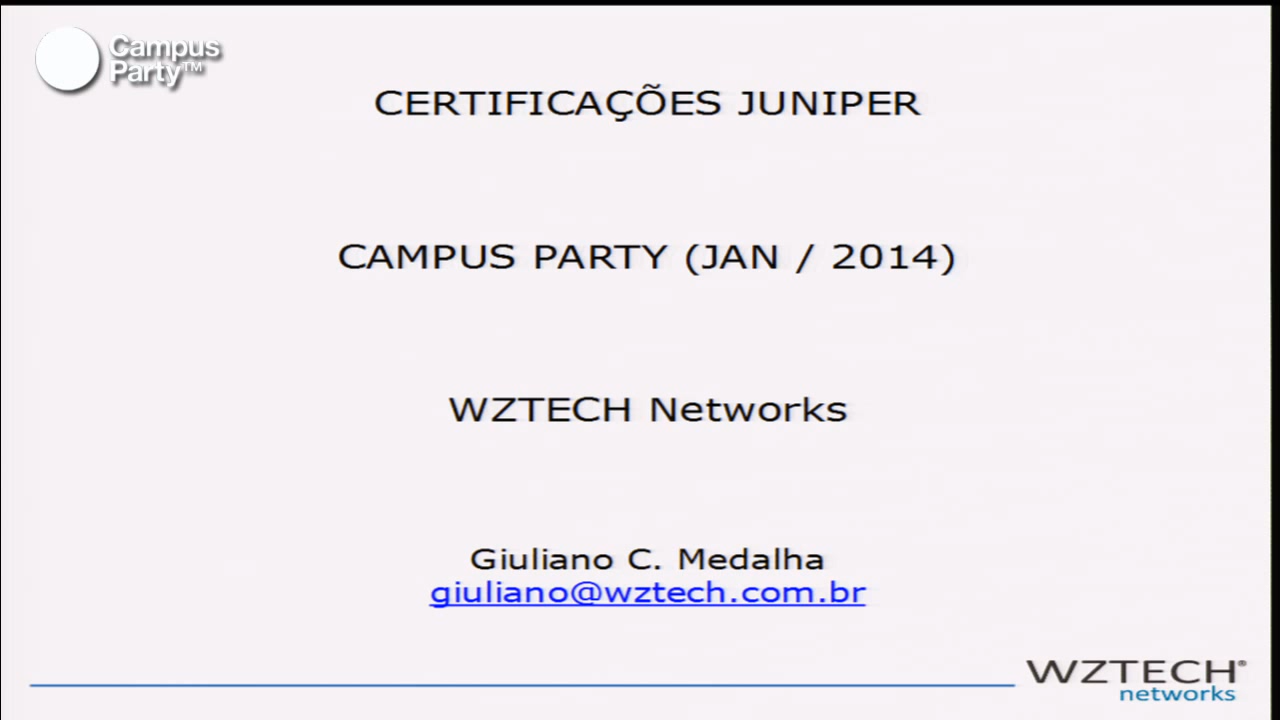 Campus
Party™
CERTIFICAÇÕES JUNIPER
CAMPUS PARTY (JAN / 2014)
WZTECH Networks
Giuliano C. Medalha
giuliano@wztech.com.br
WZTECH®
networks